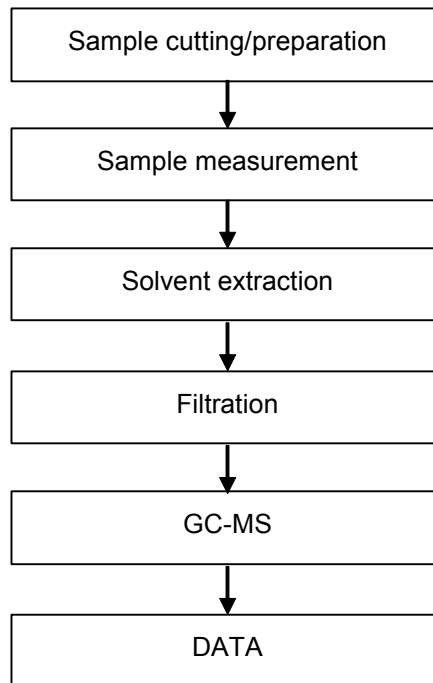 Sample cutting/preparation
Sample measurement
Solvent extraction
Filtration
GC-MS
DATA